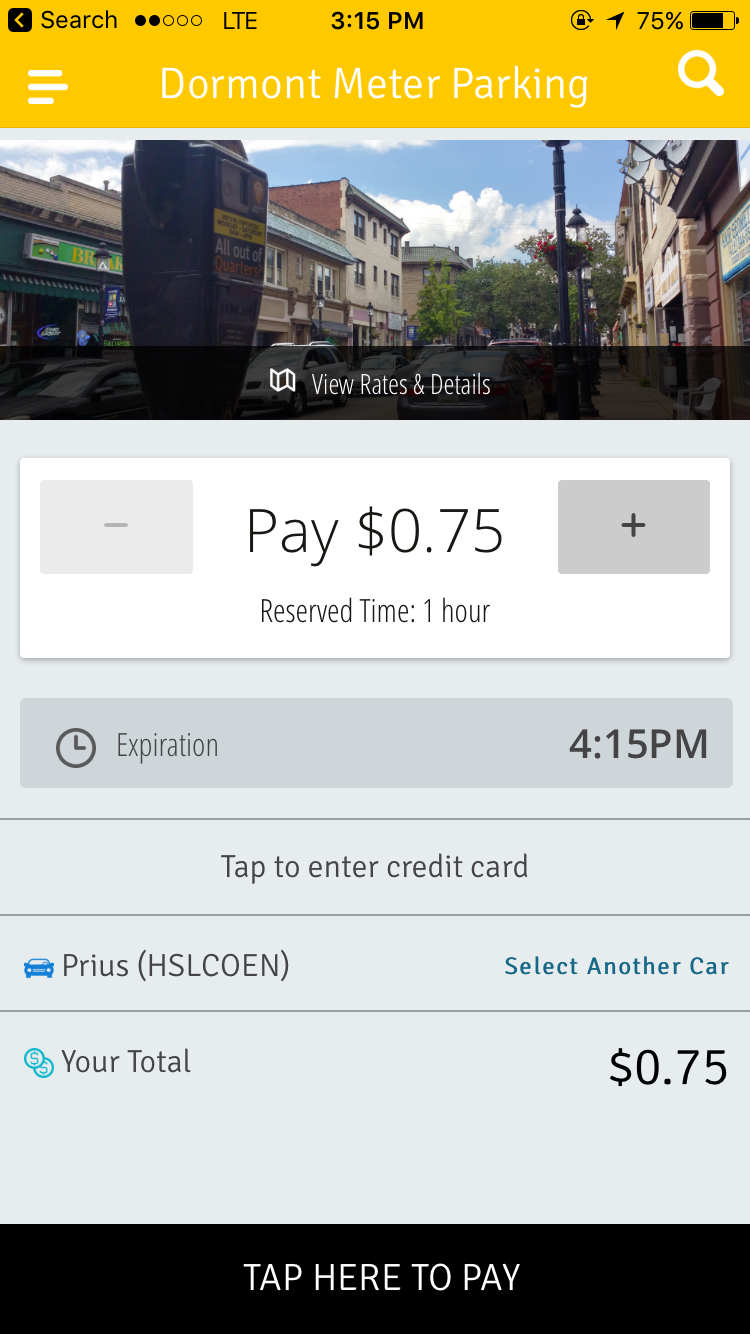 Search LTE 3:15 PM 75%
Dormont Meter Parking
All out of
Quarters?
View Rates & Details
− Pay $0.75 +
Reserved Time: 1 hour
Expiration 4:15PM
Tap to enter credit card
Prius (HSLCOEN) Select Another Car
Your Total $0.75
TAP HERE TO PAY